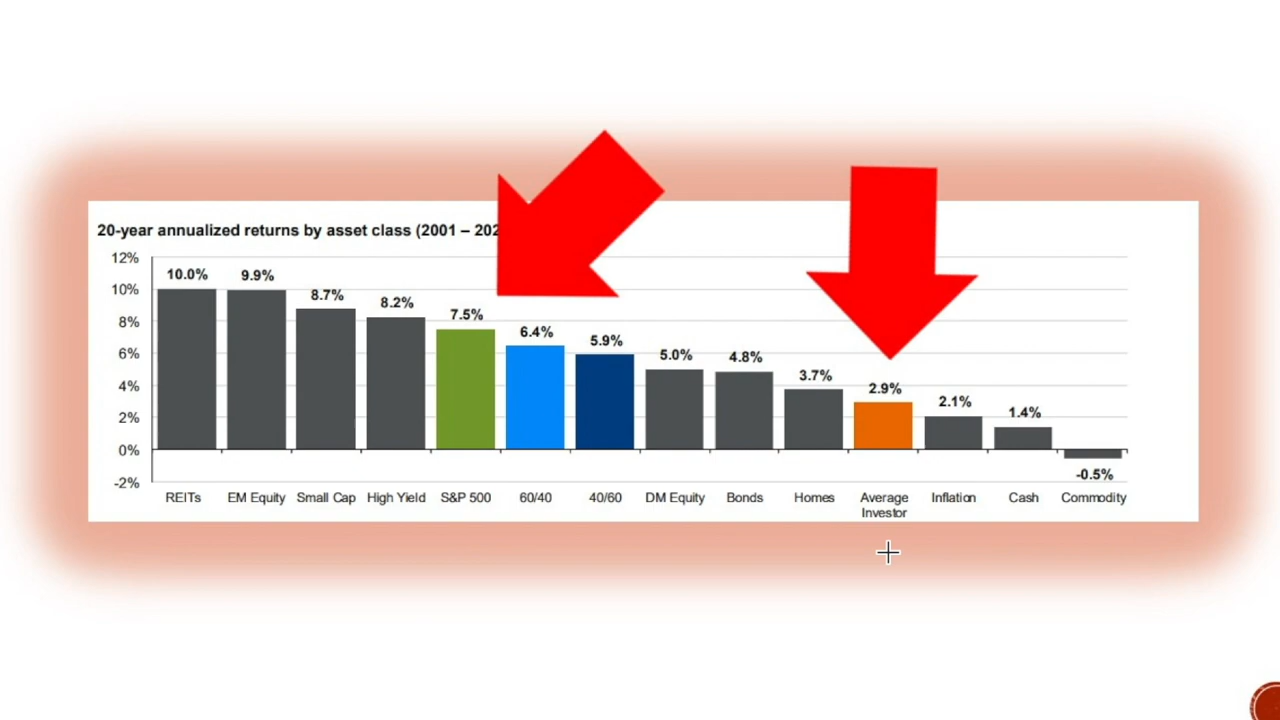 20-year annualized returns by asset class (2001 – 202
12%
10%
8%
6%
4%
2%
0%
-2%
10.0%
9.9%
8.7%
8.2%
7.5%
6.4%
5.9%
5.0%
4.8%
3.7%
2.9%
2.1%
1.4%
-0.5%
REITs
EM Equity
Small Cap
High Yield
S&P 500
60/40
40/60
DM Equity
Bonds
Homes
Average
Investor
Inflation
Cash
Commodity